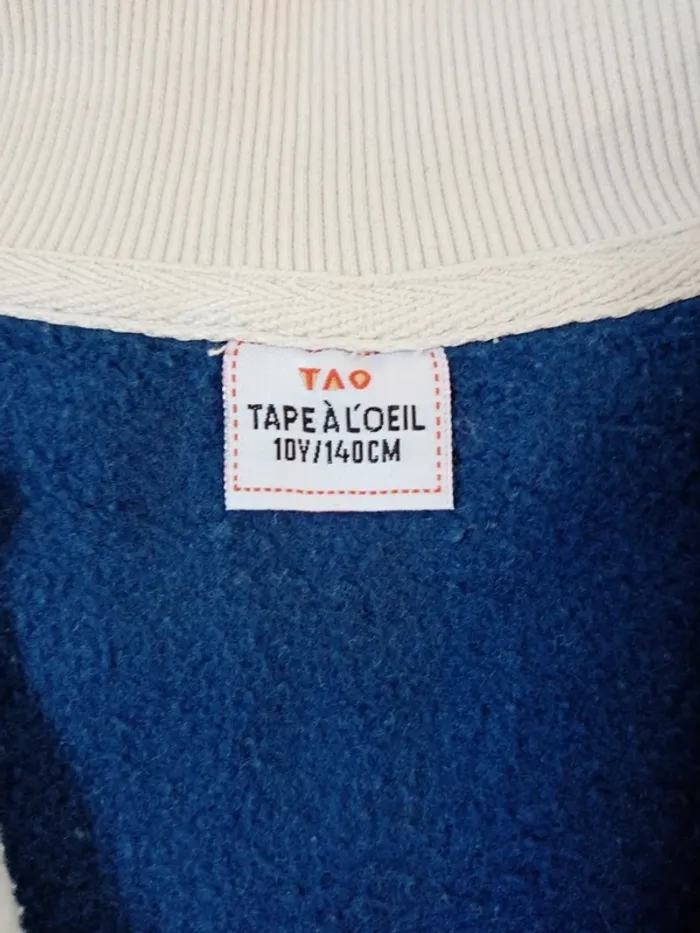 TAO
TAPE À L'OEIL
10Y/140CM